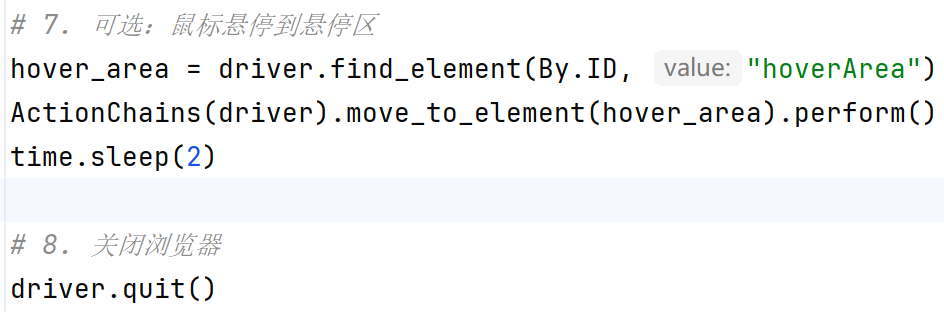 # 7. 可选：鼠标悬停到悬停区
hover_area = driver.find_element(By.ID, value: "hoverArea")
ActionChains(driver).move_to_element(hover_area).perform()
time.sleep(2)
# 8. 关闭浏览器
driver.quit()